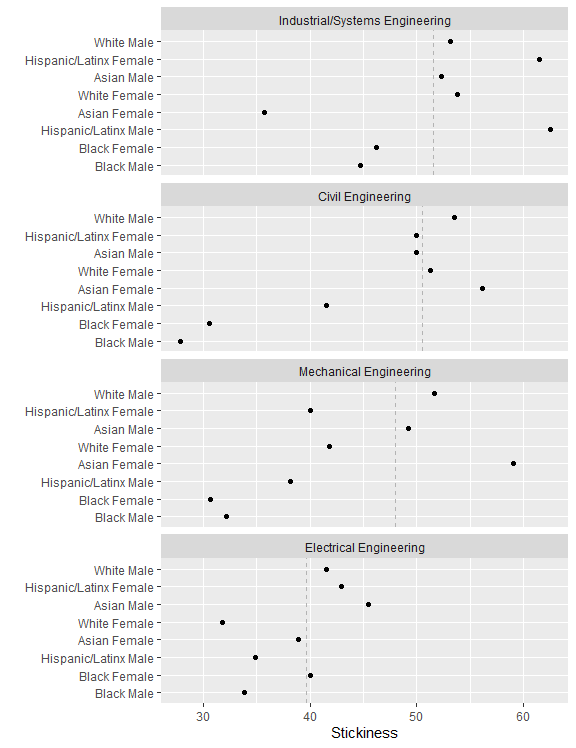 Industrial/Systems Engineering
White Male
Hispanic/Latinx Female
Asian Male
White Female
Asian Female
Hispanic/Latinx Male
Black Female
Black Male
Civil Engineering
White Male
Hispanic/Latinx Female
Asian Male
White Female
Asian Female
Hispanic/Latinx Male
Black Female
Black Male
Mechanical Engineering
White Male
Hispanic/Latinx Female
Asian Male
White Female
Asian Female
Hispanic/Latinx Male
Black Female
Black Male
Electrical Engineering
White Male
Hispanic/Latinx Female
Asian Male
White Female
Asian Female
Hispanic/Latinx Male
Black Female
Black Male
30 40 50 60
Stickiness